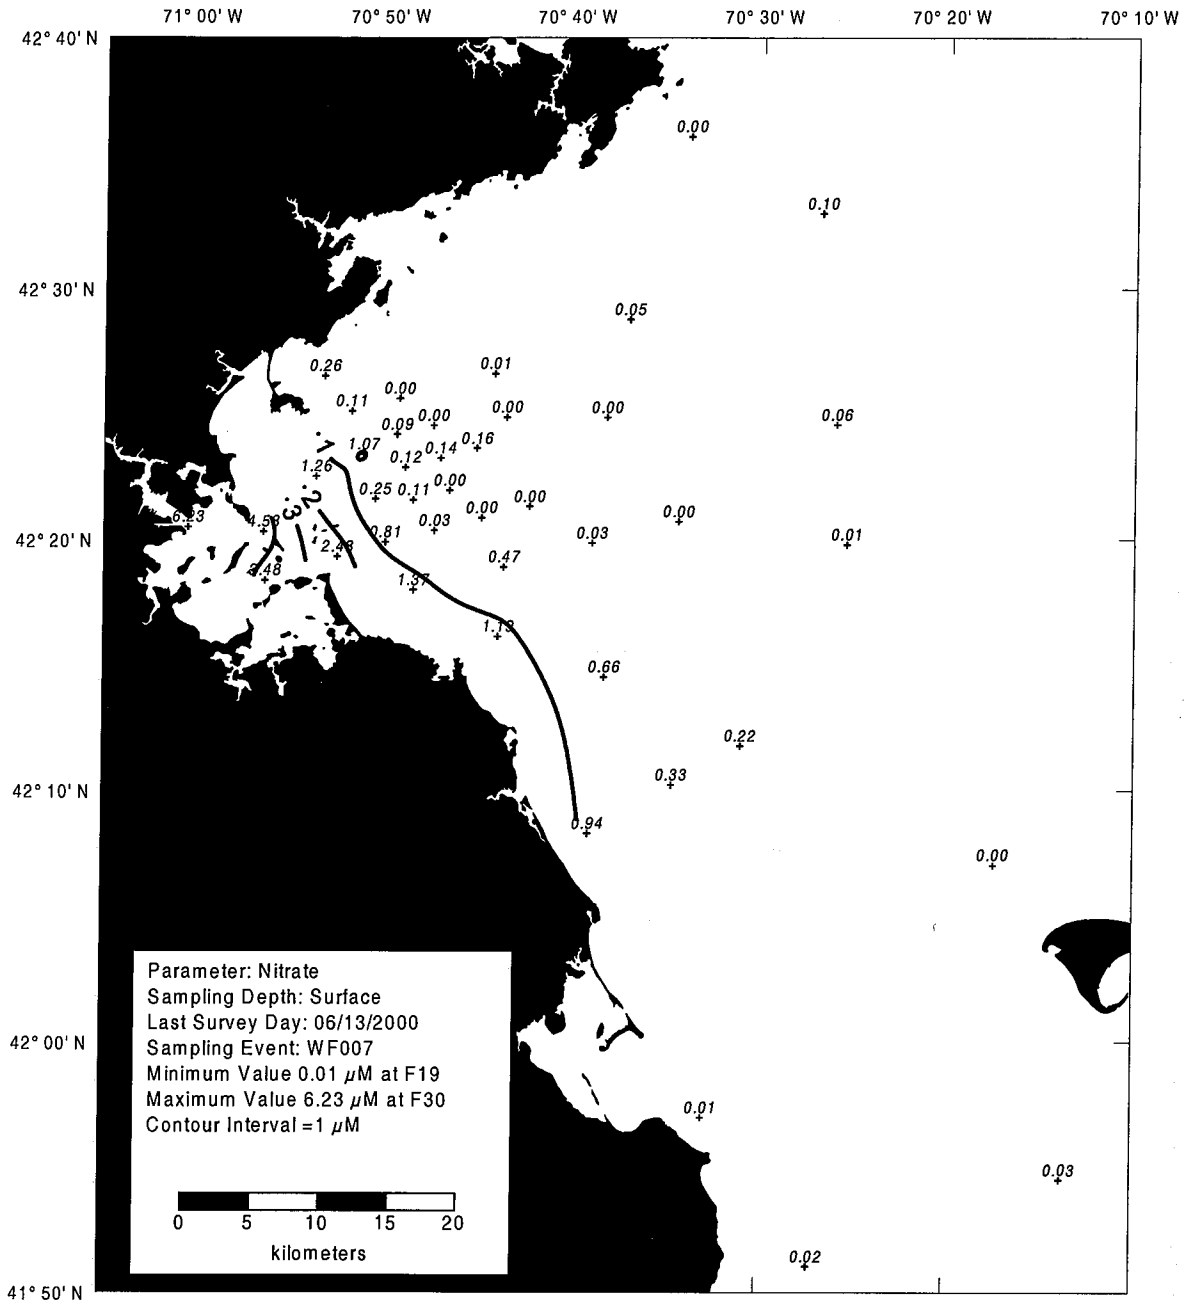 71° 00' W 70° 50' W 70° 40' W 70° 30' W 70° 20' W 70° 10' W
42° 40' N
0.00
0.10
42° 30' N
0.05
0.26 0.01
0.00
0.11 0.00 0.00 0.00 0.06
0.09
1 1.07 0.14 0.16
1.26 0.12
2 0.25 0.11 0.00
3 0.00 0.00 0.00
6.23 4.53 0.81 0.03 0.03 0.01
42° 20' N
2.43 0.47
1.37
1.13
0.66
0.22
0.33
42° 10' N
0.94
0.00
Parameter: Nitrate
Sampling Depth: Surface
Last Survey Day: 06/13/2000
42° 00' N
Sampling Event: WF007
Minimum Value 0.01 µM at F19
Maximum Value 6.23 µM at F30
Contour Interval =1 µM
0.01
0.03
0 5 10 15 20
kilometers
0.02
41° 50' N